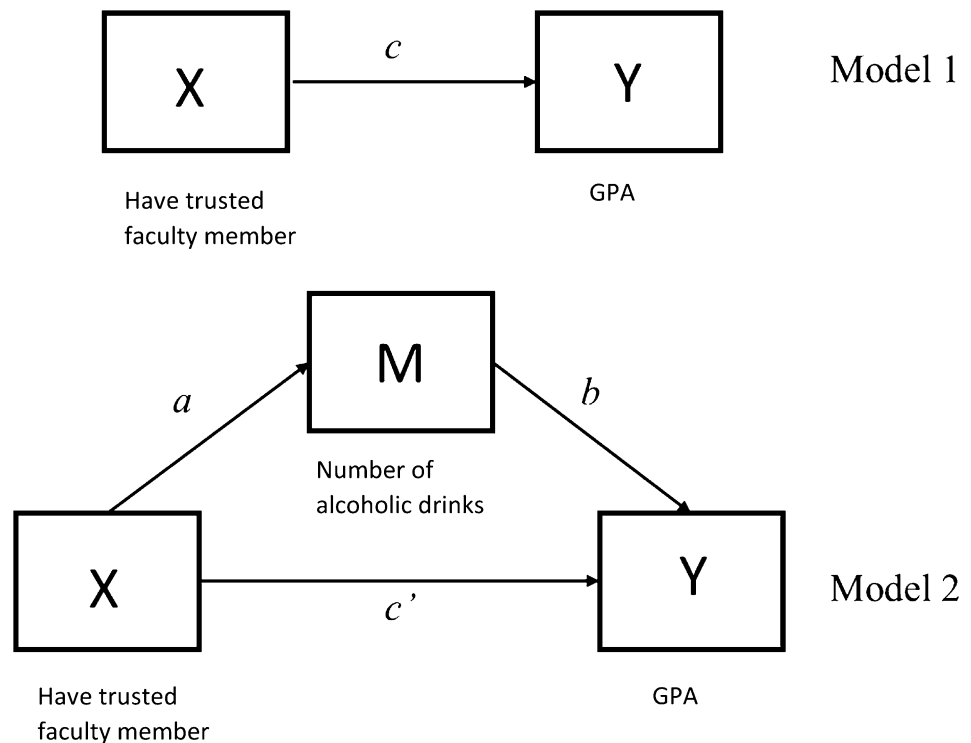 c
X
Y
Model 1
Have trusted
faculty member
GPA
M
a
b
Number of
alcoholic drinks
X
c’
Y
Model 2
Have trusted
faculty member
GPA